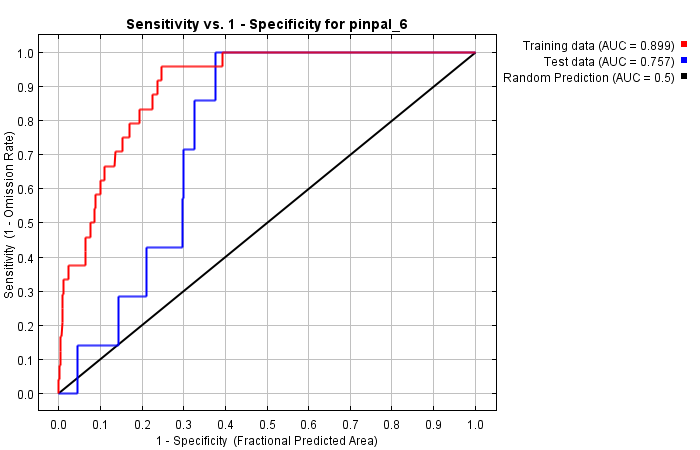 Sensitivity vs. 1 - Specificity for pinpal_6
Training data (AUC = 0.899)
Test data (AUC = 0.757)
Random Prediction (AUC = 0.5)
Sensitivity (1 - Omission Rate)
1.0
0.9
0.8
0.7
0.6
0.5
0.4
0.3
0.2
0.1
0.0
0.0 0.1 0.2 0.3 0.4 0.5 0.6 0.7 0.8 0.9 1.0
1 - Specificity (Fractional Predicted Area)